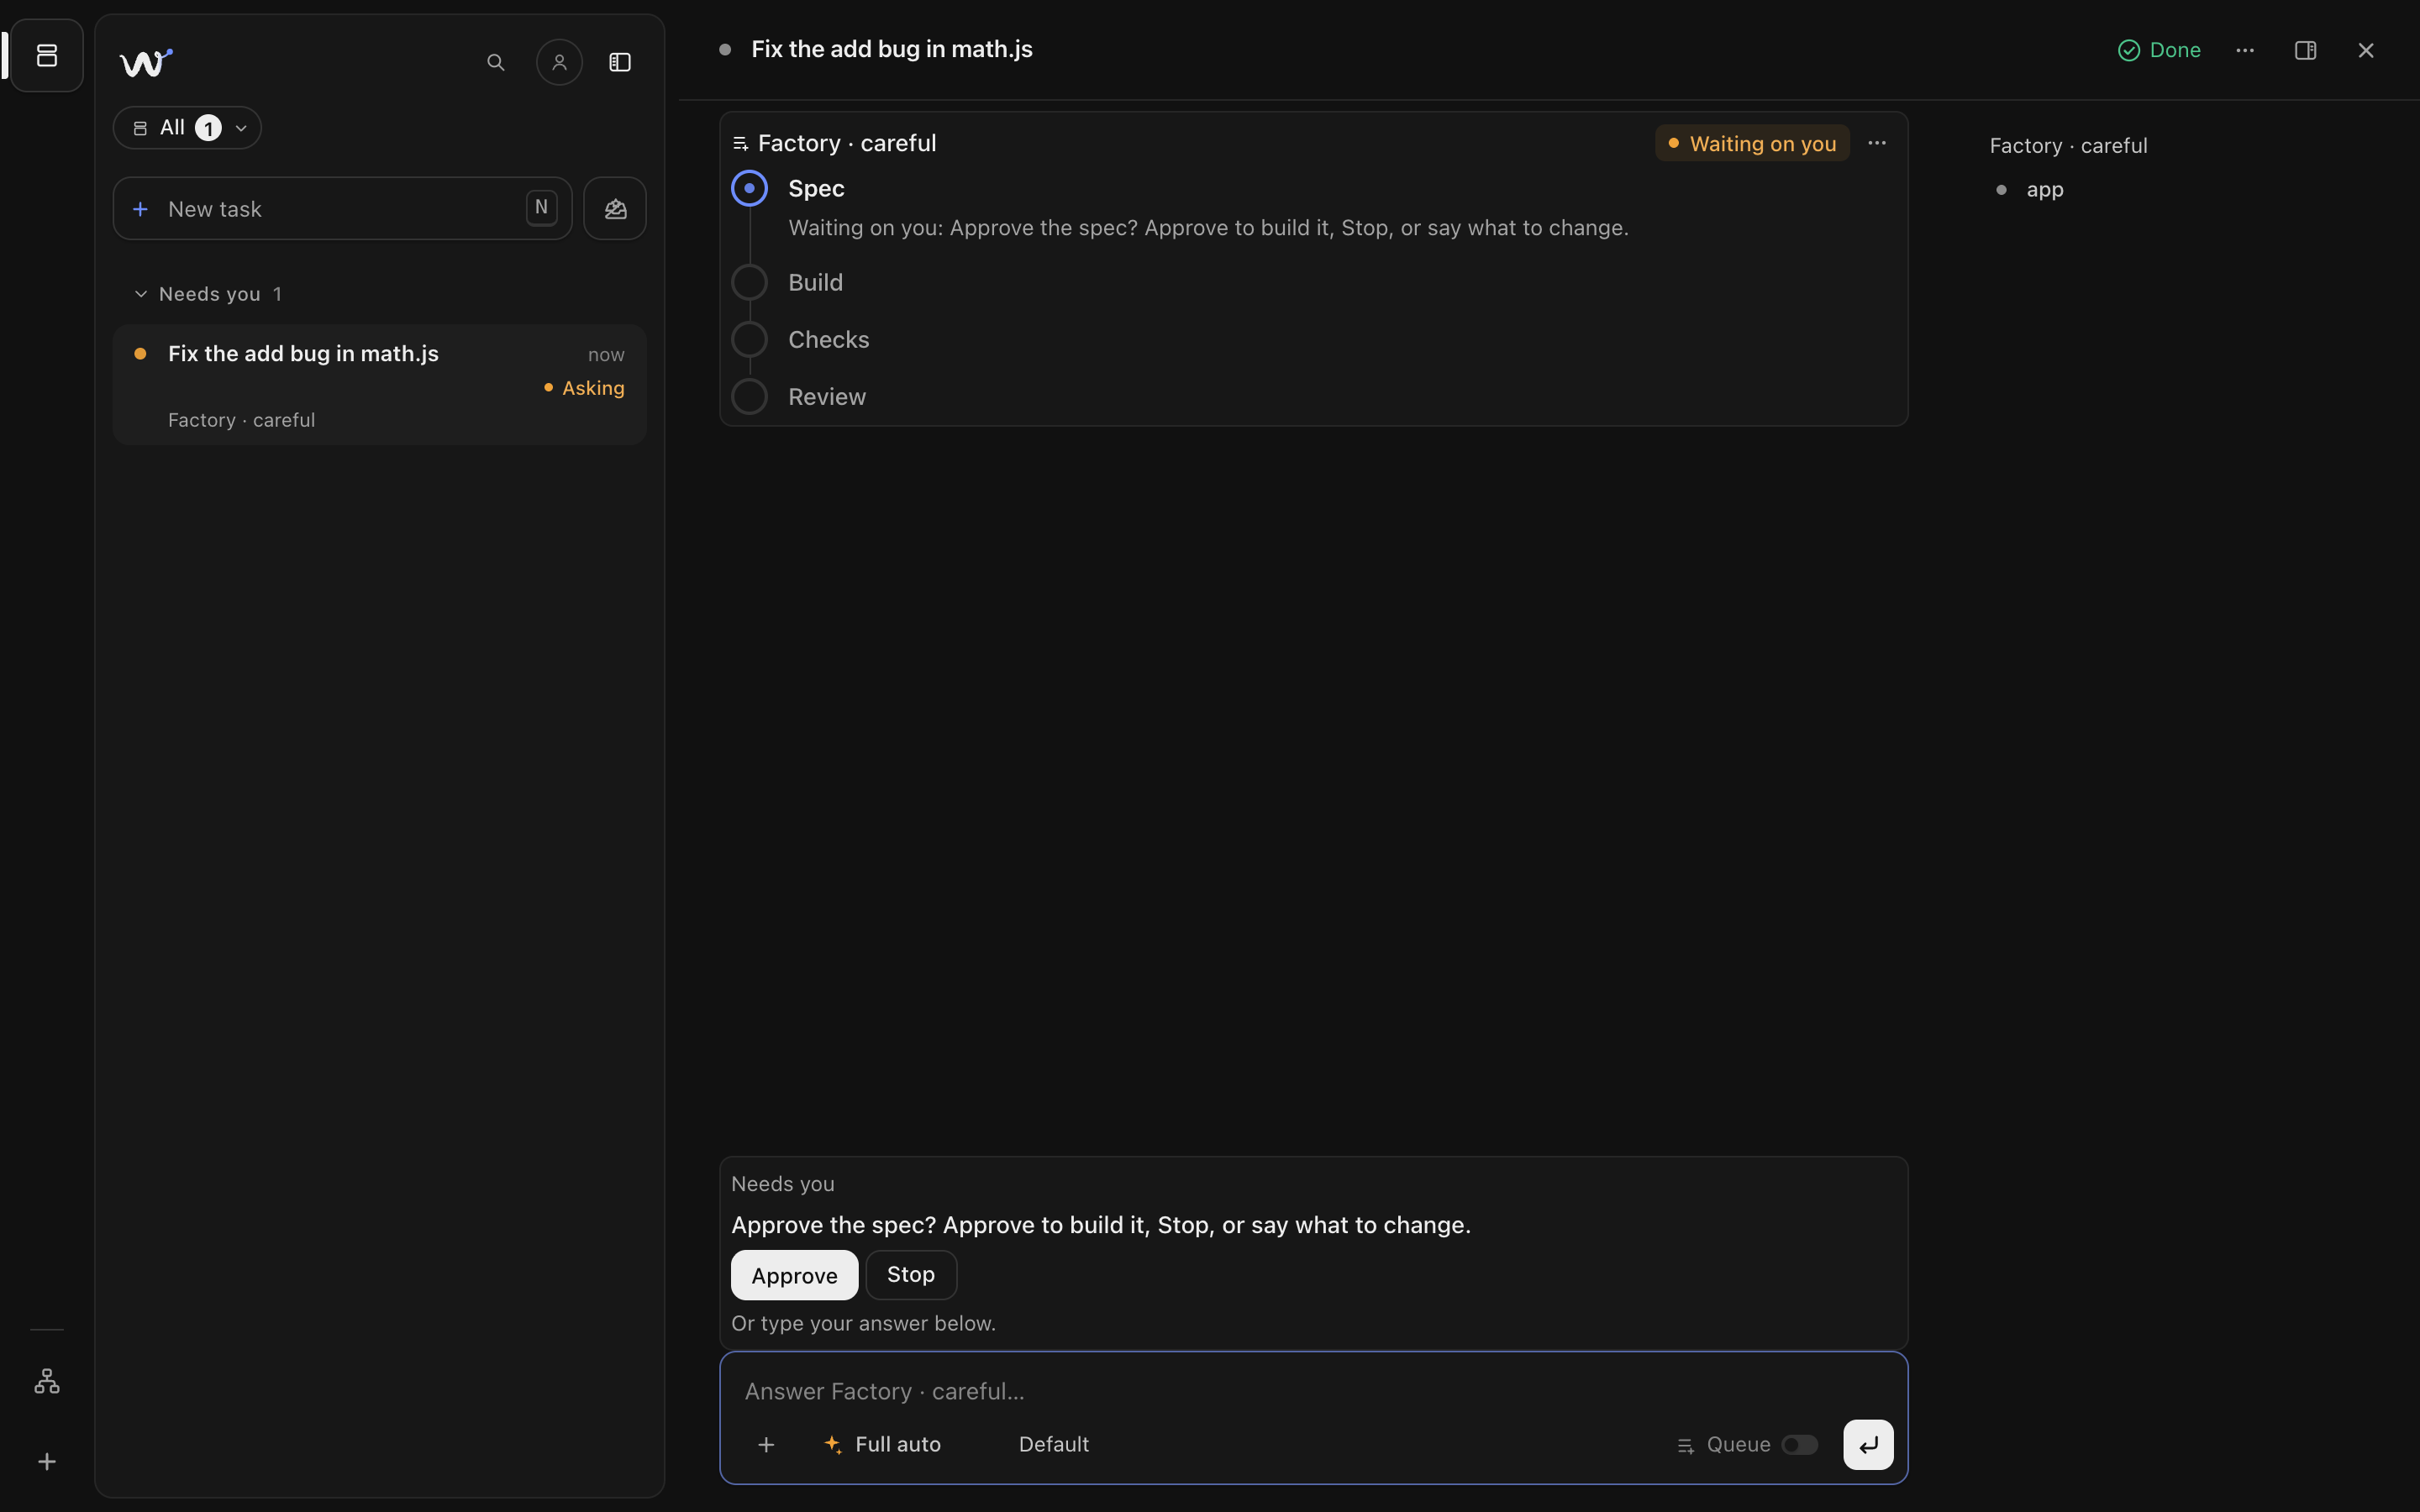 Fix the add bug in math.js
Done
All 1
New task N
Needs you 1
Fix the add bug in math.js now
Asking
Factory · careful
Factory · careful
Waiting on you
Spec
Waiting on you: Approve the spec? Approve to build it, Stop, or say what to change.
Build
Checks
Review
Factory · careful
app
Needs you
Approve the spec? Approve to build it, Stop, or say what to change.
Approve Stop
Or type your answer below.
Answer Factory · careful...
Full auto Default Queue